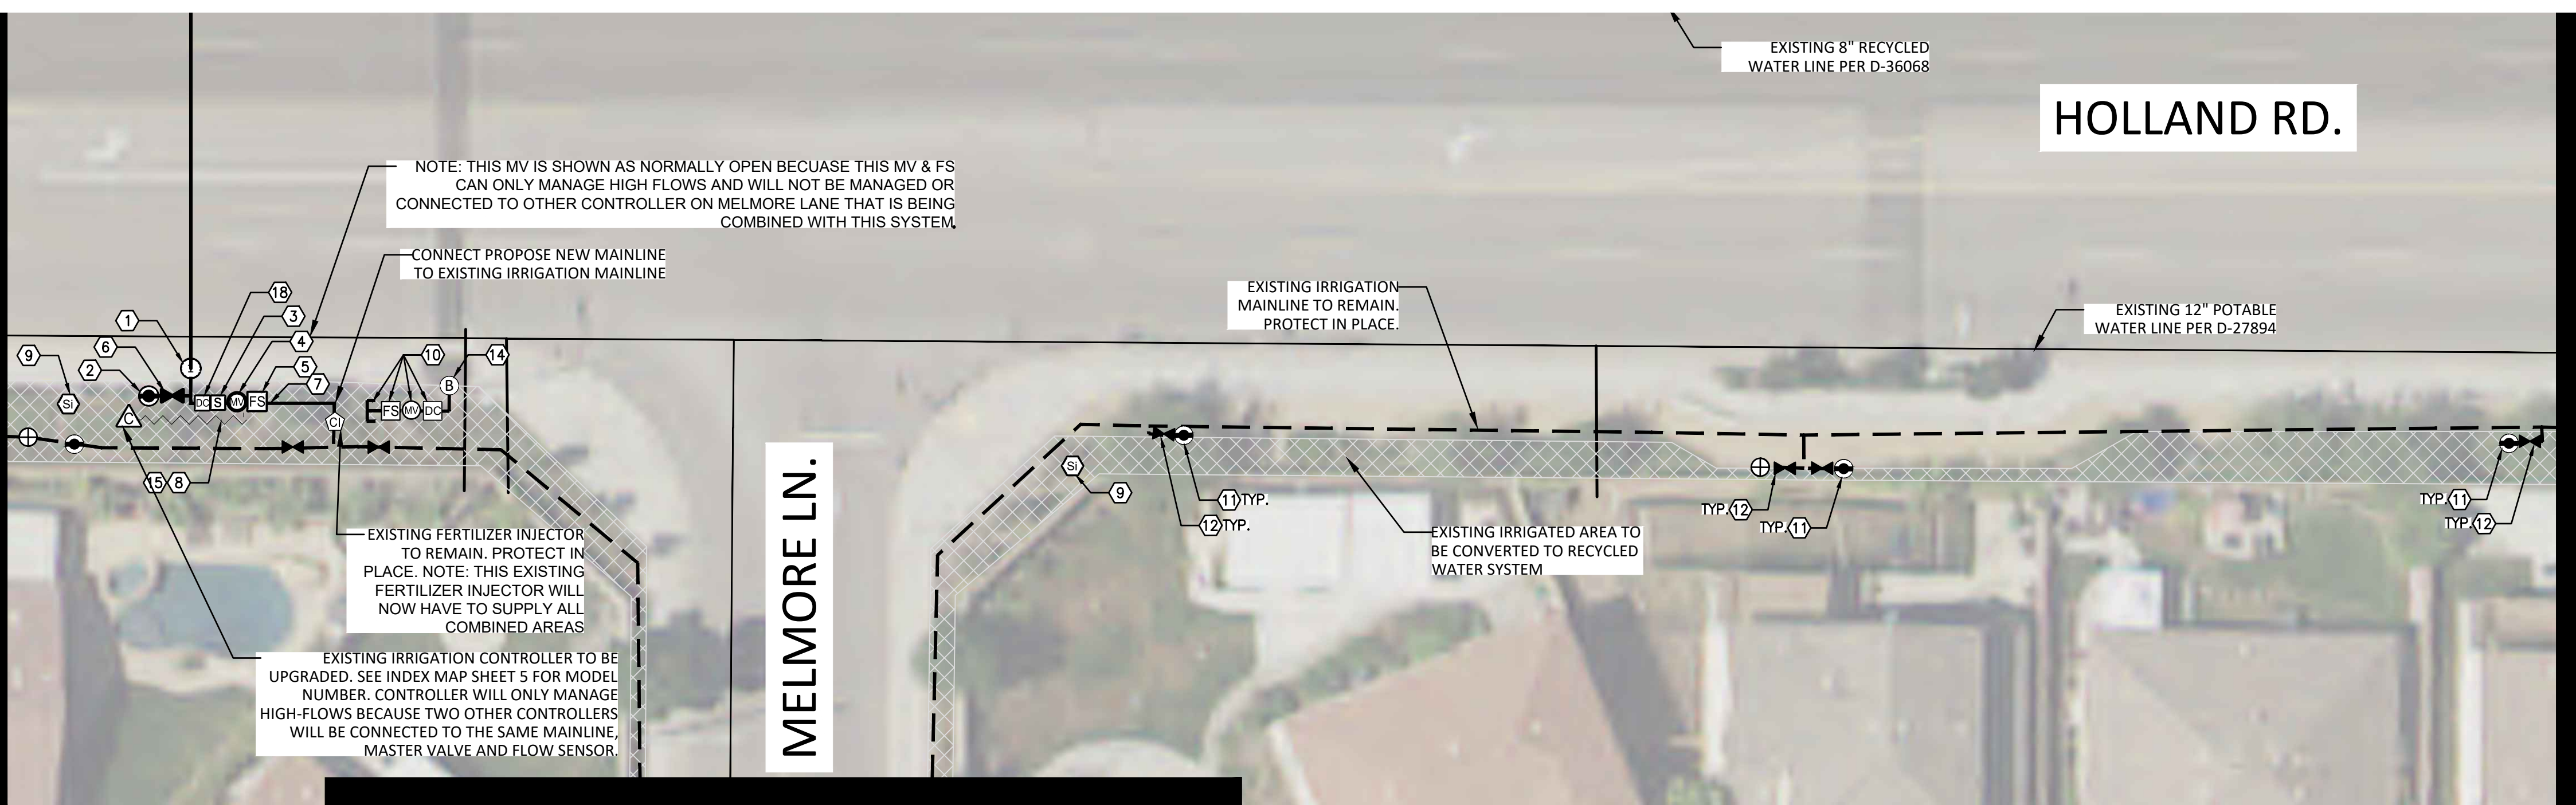 EXISTING 8" RECYCLED
WATER LINE PER D-36068
HOLLAND RD.
NOTE: THIS MV IS SHOWN AS NORMALLY OPEN BECUASE THIS MV & FS
CAN ONLY MANAGE HIGH FLOWS AND WILL NOT BE MANAGED OR
CONNECTED TO OTHER CONTROLLER ON MELMORE LANE THAT IS BEING
COMBINED WITH THIS SYSTEM.
CONNECT PROPOSE NEW MAINLINE
TO EXISTING IRRIGATION MAINLINE
EXISTING IRRIGATION
MAINLINE TO REMAIN.
PROTECT IN PLACE.
EXISTING 12" POTABLE
WATER LINE PER D-27894
18
3
1
4
6
9
2
5
7
10
14
B
Si
DC S MV FS
C
CI
FS MV DC
15 8
Si
9
11 TYP.
12 TYP.
TYP. 12
TYP. 11
TYP. 11
TYP. 12
EXISTING FERTILIZER INJECTOR
TO REMAIN. PROTECT IN
PLACE. NOTE: THIS EXISTING
FERTILIZER INJECTOR WILL
NOW HAVE TO SUPPLY ALL
COMBINED AREAS
EXISTING IRRIGATED AREA TO
BE CONVERTED TO RECYCLED
WATER SYSTEM
MELMORE LN.
EXISTING IRRIGATION CONTROLLER TO BE
UPGRADED. SEE INDEX MAP SHEET 5 FOR MODEL
NUMBER. CONTROLLER WILL ONLY MANAGE
HIGH-FLOWS BECAUSE TWO OTHER CONTROLLERS
WILL BE CONNECTED TO THE SAME MAINLINE,
MASTER VALVE AND FLOW SENSOR.